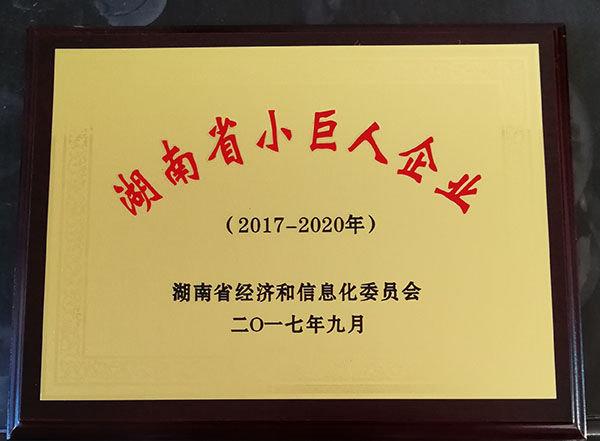 湖南省小巨人企业
（2017-2020年）
湖南省经济和信息化委员会
二〇一七年九月